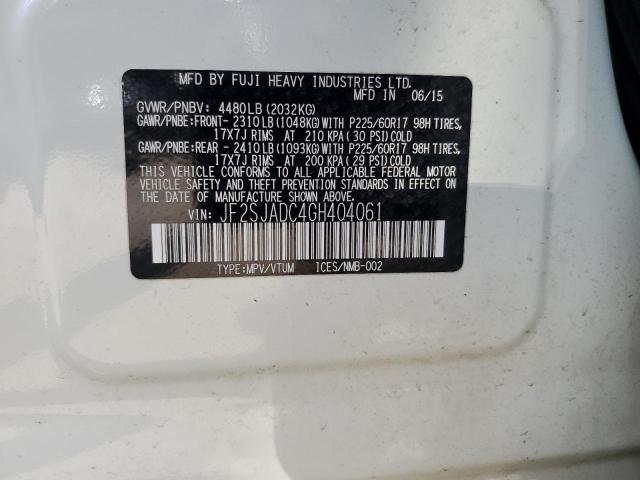 MFD BY FUJI HEAVY INDUSTRIES LTD.
MFD IN 06/15
GVWR/PNBV: 4480LB(2032KG)
GAWR/PNBE:FRONT- 2310LB(1048KG)WITH P225/60R17 98H TIRES,
17X7J RIMS AT 210 KPA(30 PSI)COLD
GAWR/PNBE:REAR - 2410LB(1093KG)WITH P225/60R17 98H TIRES,
17X7J RIMS AT 200 KPA(29 PSI)COLD
THIS VEHICLE CONFORMS TO ALL APPLICABLE FEDERAL MOTOR
VEHICLE SAFETY AND THEFT PREVENTION STANDARDS
IN EFFECT ON THE DATE OF MANUFACTURE SHOWN ABOVE.
VIN: JF2SJADC4GH404061
TYPE:MPV/VTUM ICES/NMB-002